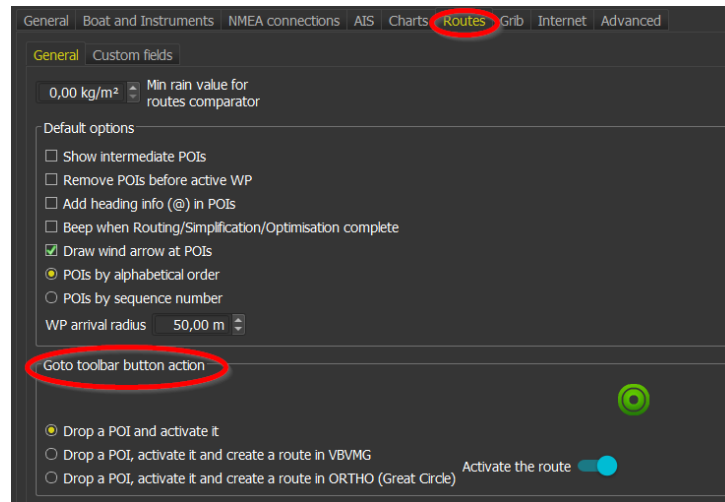 General Boat and Instruments NMEA connections AIS Charts Routes Grib Internet Advanced
General Custom fields
0,00 kg/m² Min rain value for
routes comparator
Default options
Show intermediate POIs
Remove POIs before active WP
Add heading info (@) in POIs
Beep when Routing/Simplification/Optimisation complete
Draw wind arrow at POIs
POIs by alphabetical order
POIs by sequence number
WP arrival radius 50,00 m
Goto toolbar button action
Drop a POI and activate it
Drop a POI, activate it and create a route in VBVMG
Activate the route
Drop a POI, activate it and create a route in ORTHO (Great Circle)